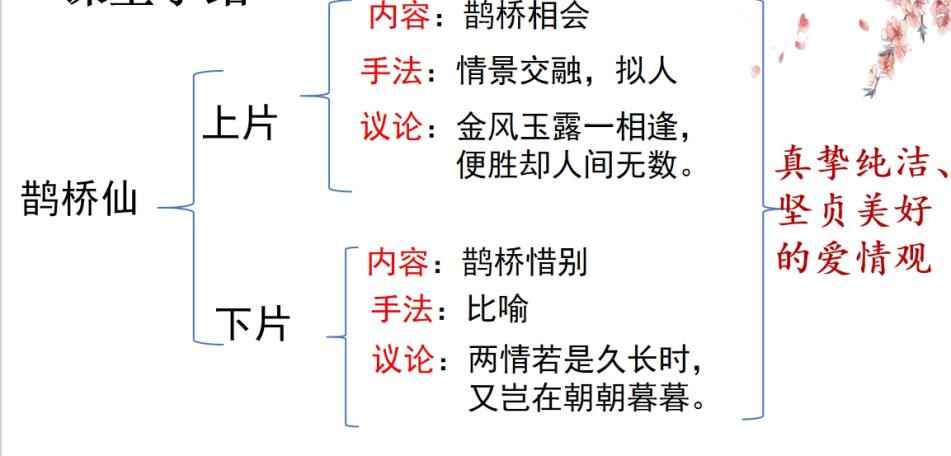 鹊桥仙
上片
内容：鹊桥相会
手法：情景交融，拟人
议论：金风玉露一相逢，
便胜却人间无数。
下片
内容：鹊桥惜别
手法：比喻
议论：两情若是久长时，
又岂在朝朝暮暮。
真挚纯洁、
坚贞美好
的爱情观